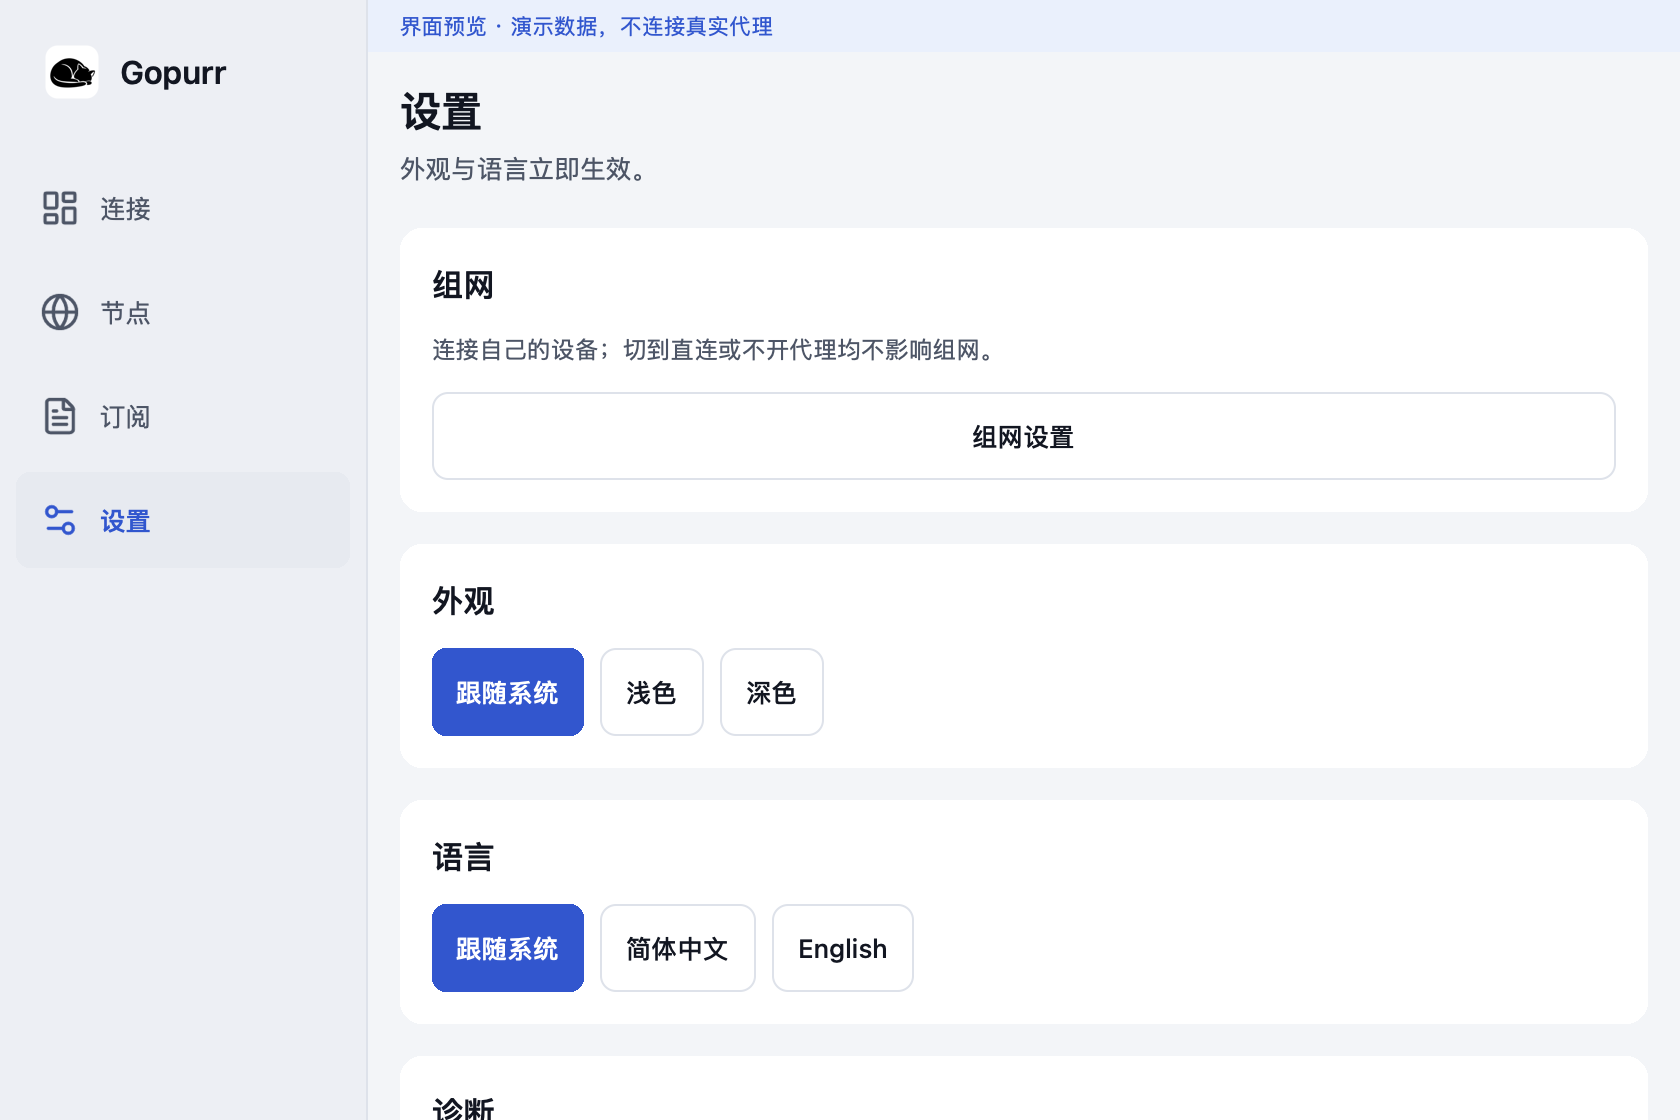 界面预览 · 演示数据，不连接真实代理
Gopurr
连接
节点
订阅
设置
设置
外观与语言立即生效。
组网
连接自己的设备；切到直连或不开代理均不影响组网。
组网设置
外观
跟随系统 浅色 深色
语言
跟随系统 简体中文 English
诊断